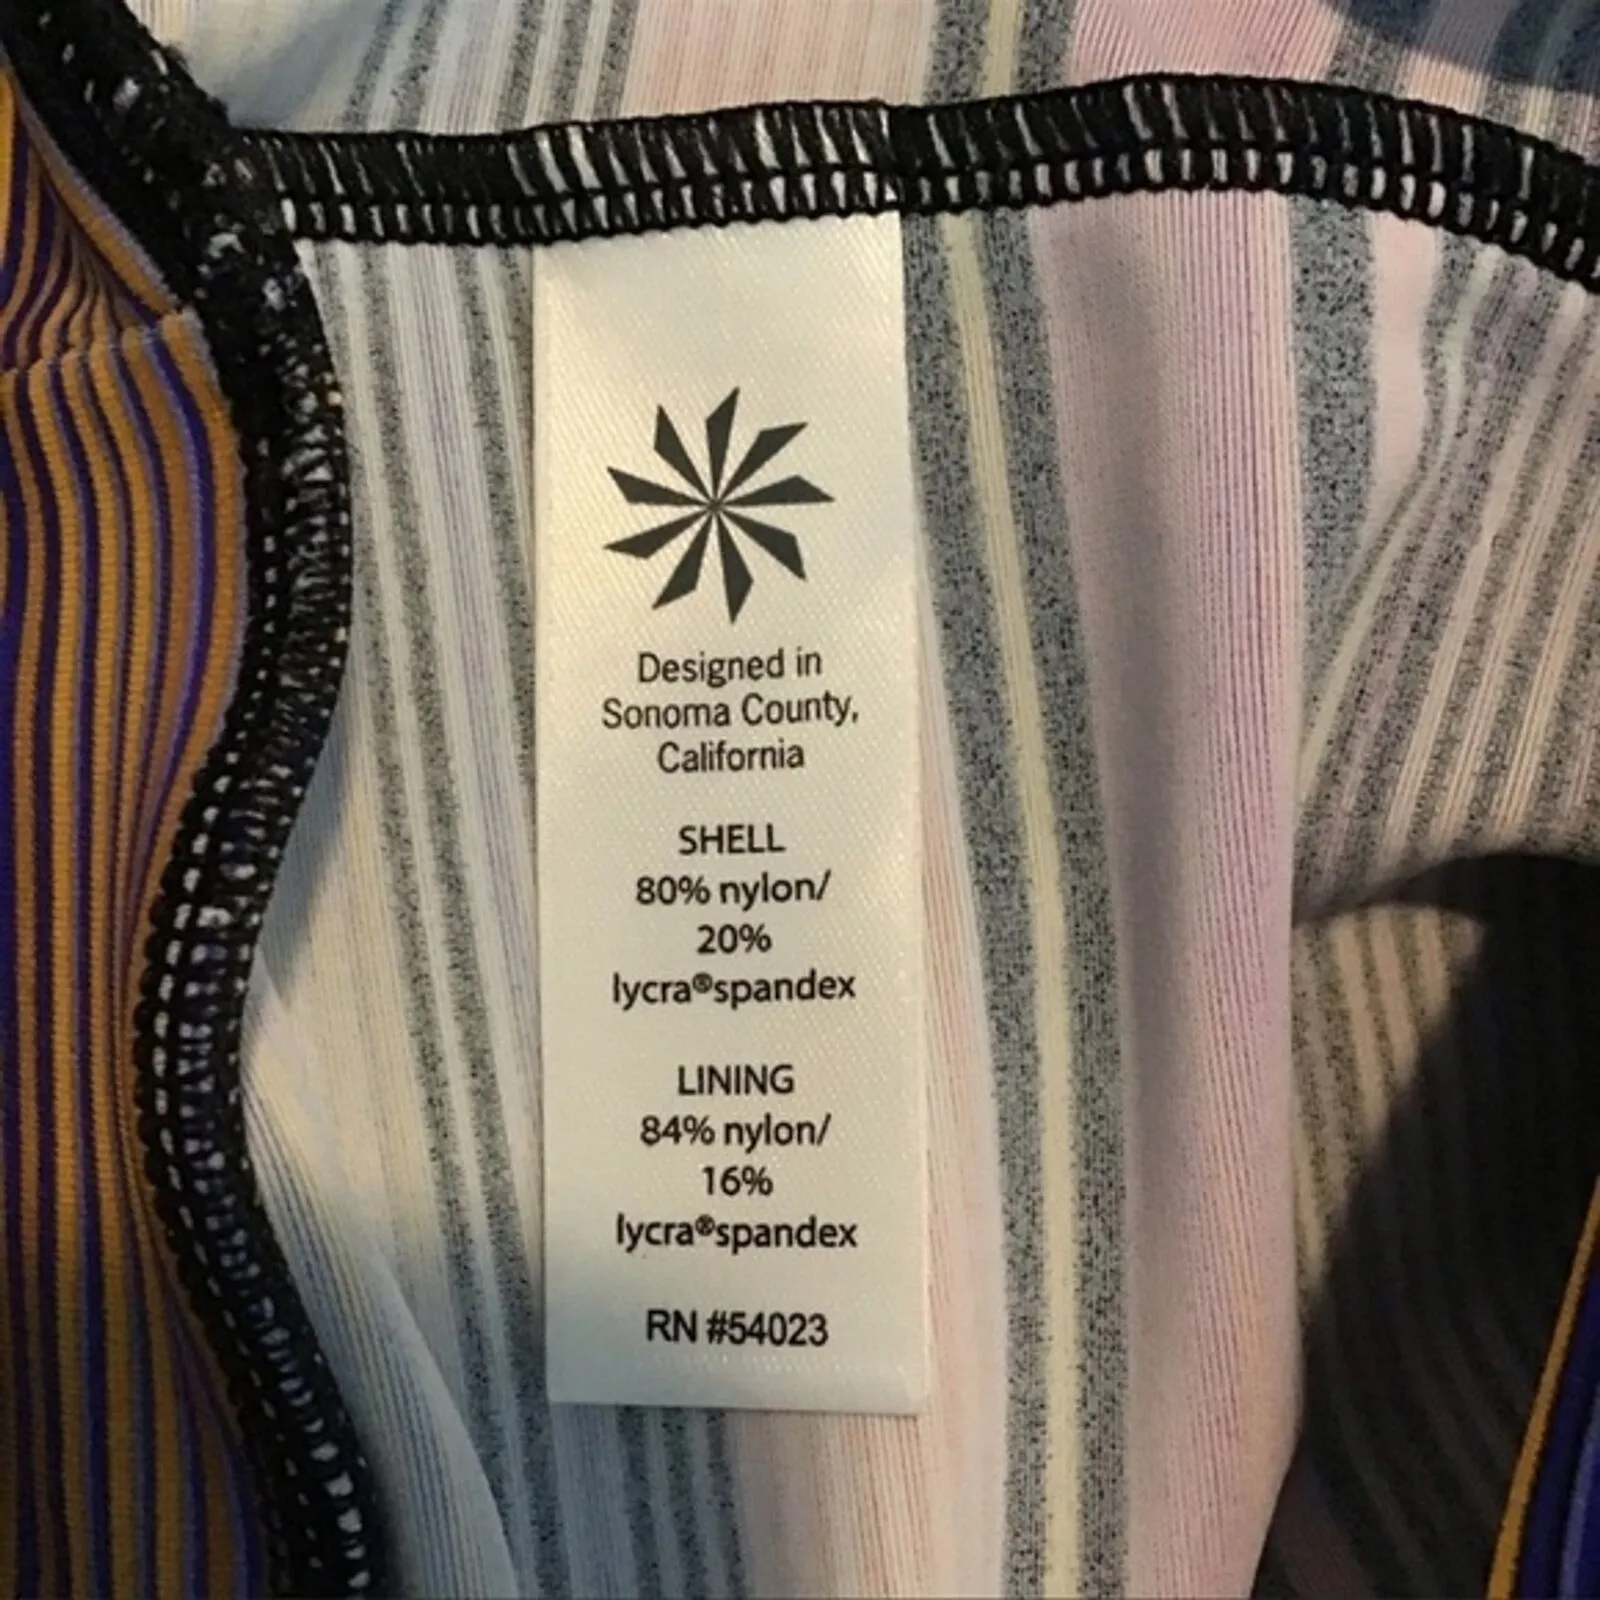 Designed in
Sonoma County,
California
SHELL
80% nylon/
20%
lycra®spandex
LINING
84% nylon/
16%
lycra®spandex
RN #54023